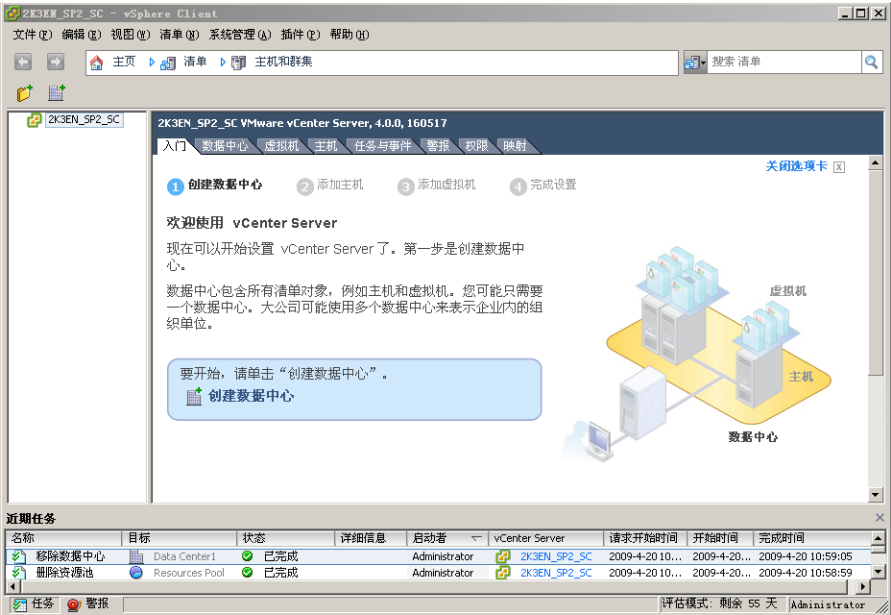 2K3EN_SP2_SC - vSphere Client
文件(F) 编辑(E) 视图(W) 清单(N) 系统管理(A) 插件(P) 帮助(H)
主页 清单 主机和群集 搜索 清单
2K3EN_SP2_SC
2K3EN_SP2_SC VMware vCenter Server, 4.0.0, 160517
入门 数据中心 虚拟机 主机 任务与事件 警报 权限 映射
关闭选项卡 X
1 创建数据中心 2 添加主机 3 添加虚拟机 4 完成设置
欢迎使用 vCenter Server
现在可以开始设置 vCenter Server 了。第一步是创建数据中
心。
数据中心包含所有清单对象，例如主机和虚拟机。您可能只需要
一个数据中心。大公司可能使用多个数据中心来表示企业内的组
织单位。
要开始，请单击“创建数据中心”。
创建数据中心
虚拟机
主机
数据中心
近期任务
名称 目标 状态 详细信息 启动者 vCenter Server 请求开始时间 开始时间 完成时间
移除数据中心 Data Center1 已完成 Administrator 2K3EN_SP2_SC 2009-4-20 10... 2009-4-20... 2009-4-20 10:59:05
删除资源池 Resources Pool 已完成 Administrator 2K3EN_SP2_SC 2009-4-20 10... 2009-4-20... 2009-4-20 10:58:59
任务 警报 评估模式: 剩余 55 天 Administrator